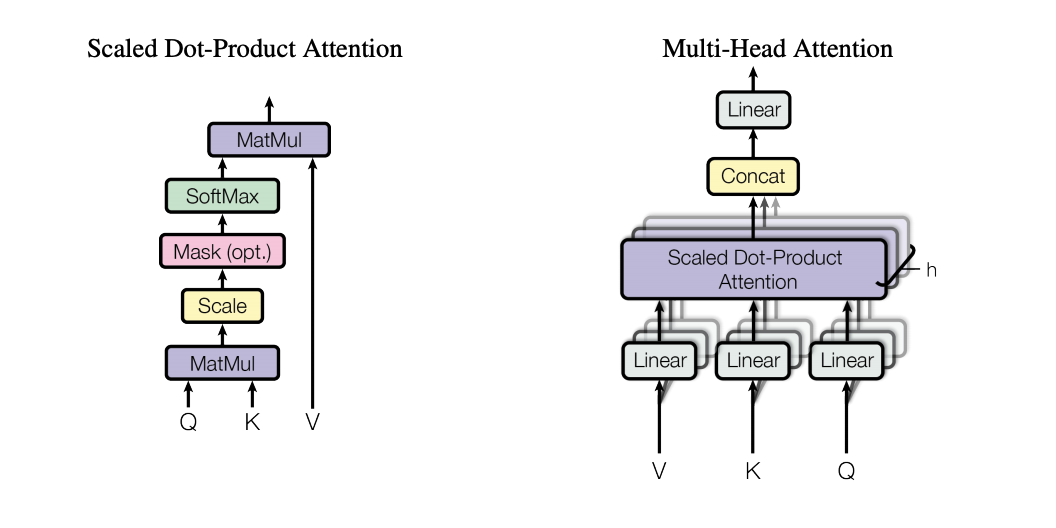 Scaled Dot-Product Attention
MatMul
SoftMax
Mask (opt.)
Scale
MatMul
Q K V
Multi-Head Attention
Linear
Concat
Scaled Dot-Product
Attention
h
Linear Linear Linear
V K Q